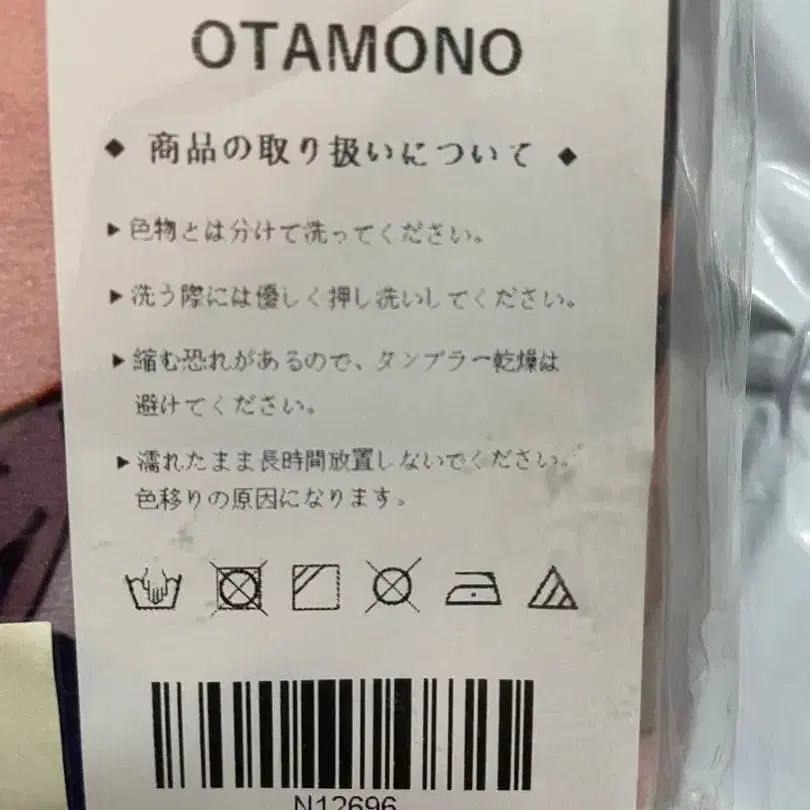 OTAMONO
◆ 商品の取り扱いについて ◆
▶色物とは分けて洗ってください。
▶洗う際には優しく押し洗いしてください。
▶縮む恐れがあるので、タンブラー乾燥は
避けてください。
▶濡れたまま長時間放置しないでください。
色移りの原因になります。
N12696